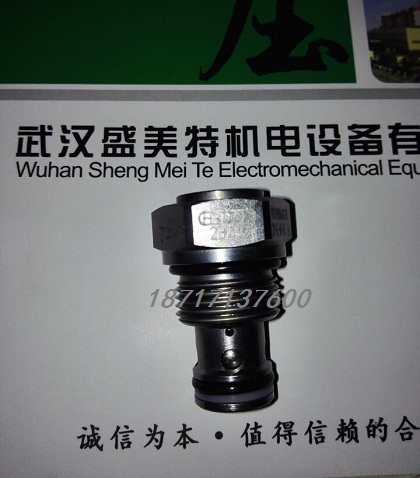 压
武汉盛美特机电设备有
Wuhan Sheng Mei Te Electromechanical Equ
18717137600
诚信为本·值得信赖的合